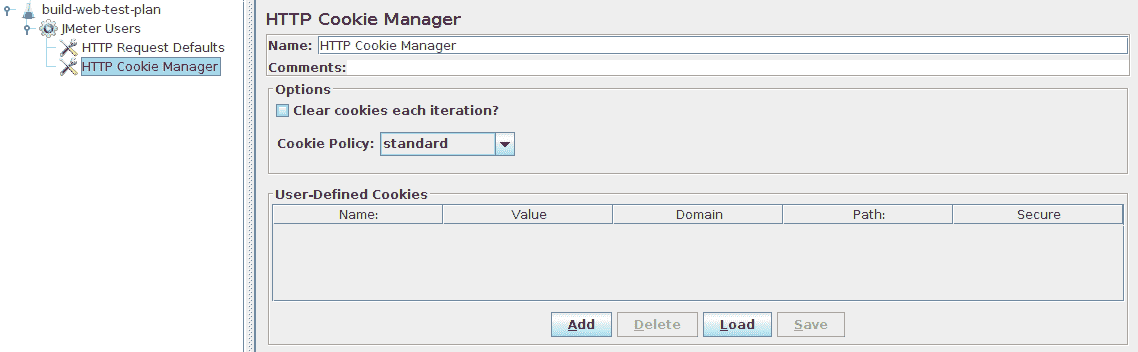 build-web-test-plan
JMeter Users
HTTP Request Defaults
HTTP Cookie Manager
HTTP Cookie Manager
Name: HTTP Cookie Manager
Comments:
Options
Clear cookies each iteration?
Cookie Policy: standard
User-Defined Cookies
Name: Value Domain Path: Secure
Add Delete Load Save